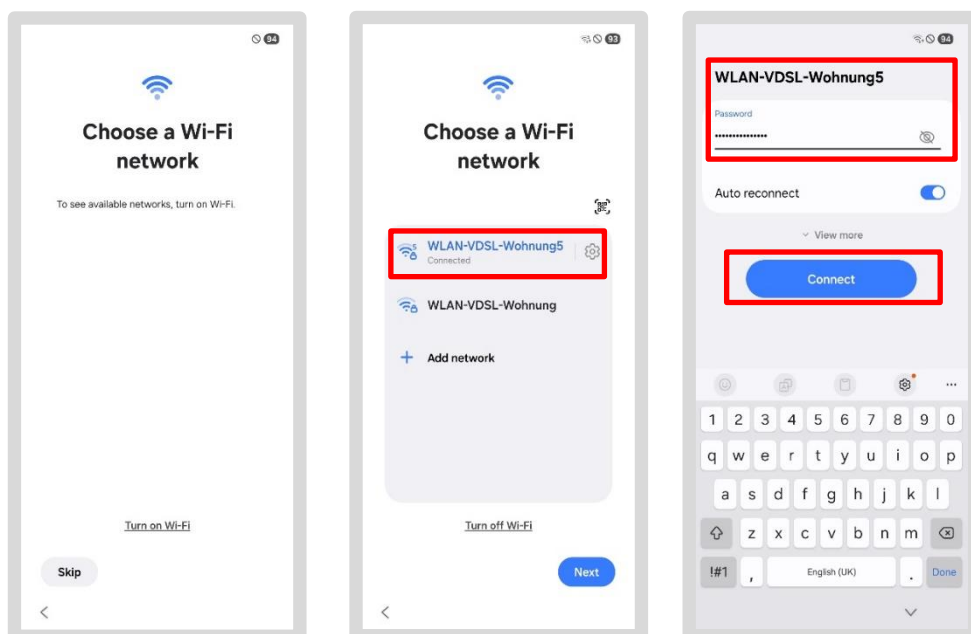 94
Choose a Wi-Fi
network
To see available networks, turn on Wi-Fi.
Turn on Wi-Fi
Skip
93
Choose a Wi-Fi
network
WLAN-VDSL-Wohnung5
Connected
WLAN-VDSL-Wohnung
Add network
Turn off Wi-Fi
Next
94
WLAN-VDSL-Wohnung5
Password
•••••••••••••••
Auto reconnect
View more
Connect
1 2 3 4 5 6 7 8 9 0
q w e r t y u i o p
a s d f g h j k l
z x c v b n m
!#1 , English (UK) . Done